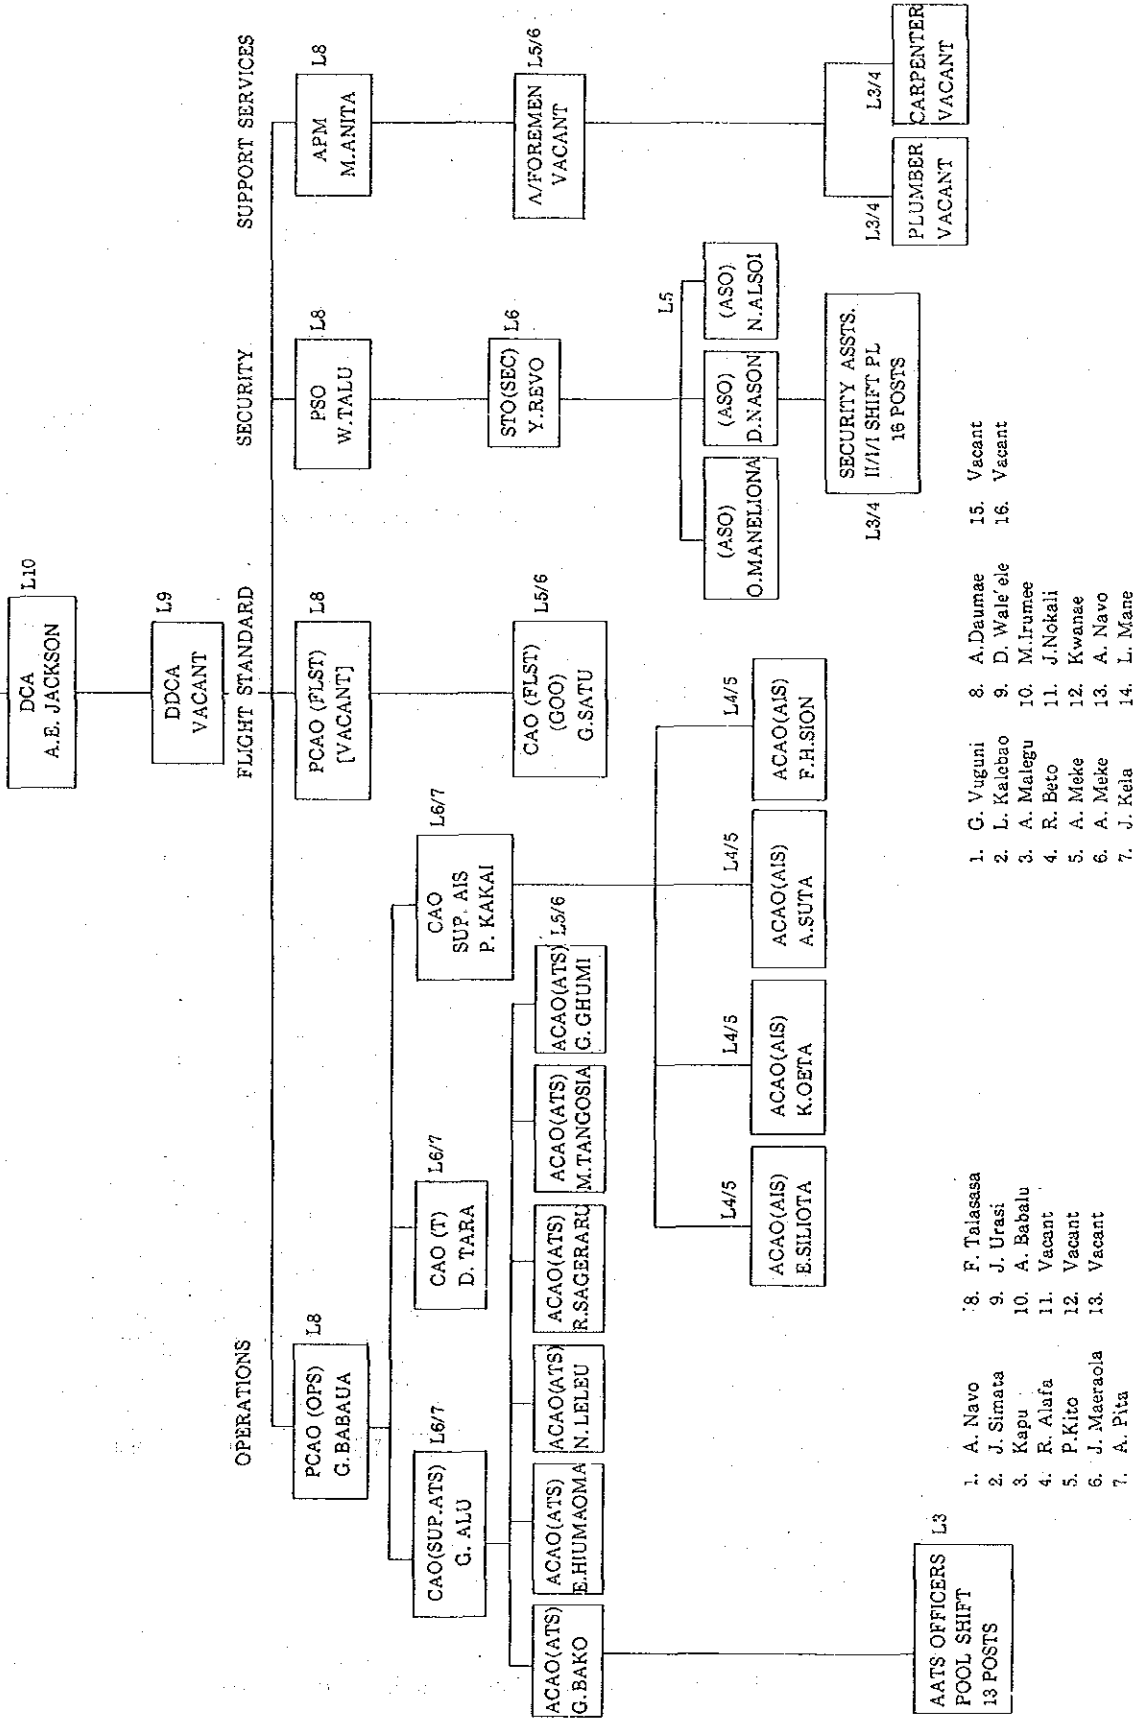 DCA
A.E. JACKSON
L10
DDCA
VACANT
L9
OPERATIONS
FLIGHT STANDARD
SECURITY
SUPPORT SERVICES
PCAO (OPS)
G.BABAUA
L8
PCAO (FLST)
[VACANT]
L8
PSO
W.TALU
L8
APM
M.ANITA
L8
CAO(SUP.ATS)
G. ALU
L6/7
CAO (T)
D. TARA
L6/7
CAO
SUP. AIS
P. KAKAI
L6/7
CAO (FLST)
(GOO)
G.SATU
L5/6
STO(SEC)
Y.REVO
L6
A/FOREMEN
VACANT
L5/6
ACAO(ATS)
G.BAKO
ACAO(ATS)
E.HIUMAOMA
ACAO(ATS)
N.LELEU
ACAO(ATS)
R.SAGERARU
ACAO(ATS)
M.TANGOSIA
ACAO(ATS)
G. GHUMI
L5/6
L5
(ASO)
O.MANELIONA
(ASO)
D.NASON
(ASO)
N.ALSOI
L4/5
ACAO(AIS)
E.SILIOTA
L4/5
ACAO(AIS)
K.OETA
L4/5
ACAO(AIS)
A.SUTA
L4/5
ACAO(AIS)
F.H.SION
L3/4
SECURITY ASSTS.
II/I/I SHIFT PL
16 POSTS
L3/4
PLUMBER
VACANT
L3/4
CARPENTER
VACANT
AATS OFFICERS
POOL SHIFT
13 POSTS
L3
1. A. Navo
2. J. Simata
3. Kapu
4. R. Alafa
5. P.Kito
6. J. Maeraola
7. A. Pita
8. F. Talasasa
9. J. Urasi
10. A. Babalu
11. Vacant
12. Vacant
13. Vacant
1. G. Vuguni
2. L. Kalebao
3. A. Malegu
4. R. Beto
5. A. Meke
6. A. Meke
7. J. Kela
8. A.Daumae
9. D. Wale'ele
10. M.Irumee
11. J.Nokali
12. Kwanae
13. A. Navo
14. L. Mane
15. Vacant
16. Vacant